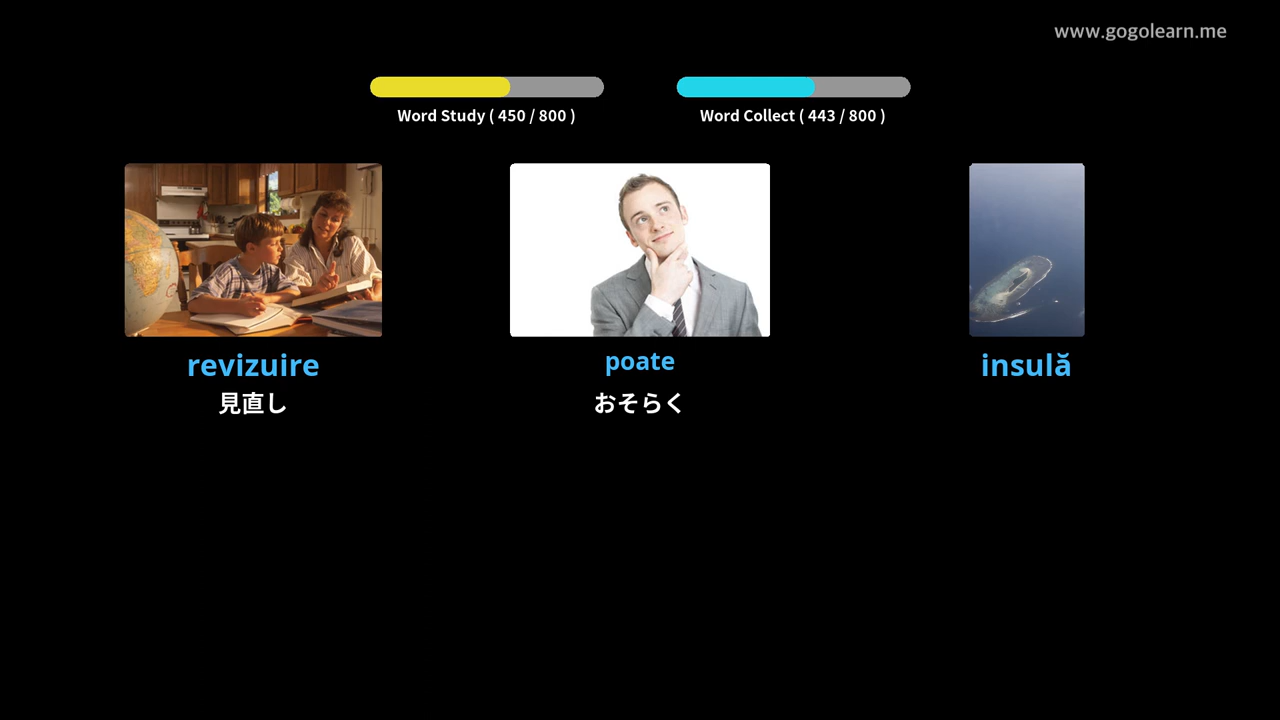 www.gogolearn.me
Word Study ( 450 / 800 )
Word Collect ( 443 / 800 )
revizuire
見直し
poate
おそらく
insulă